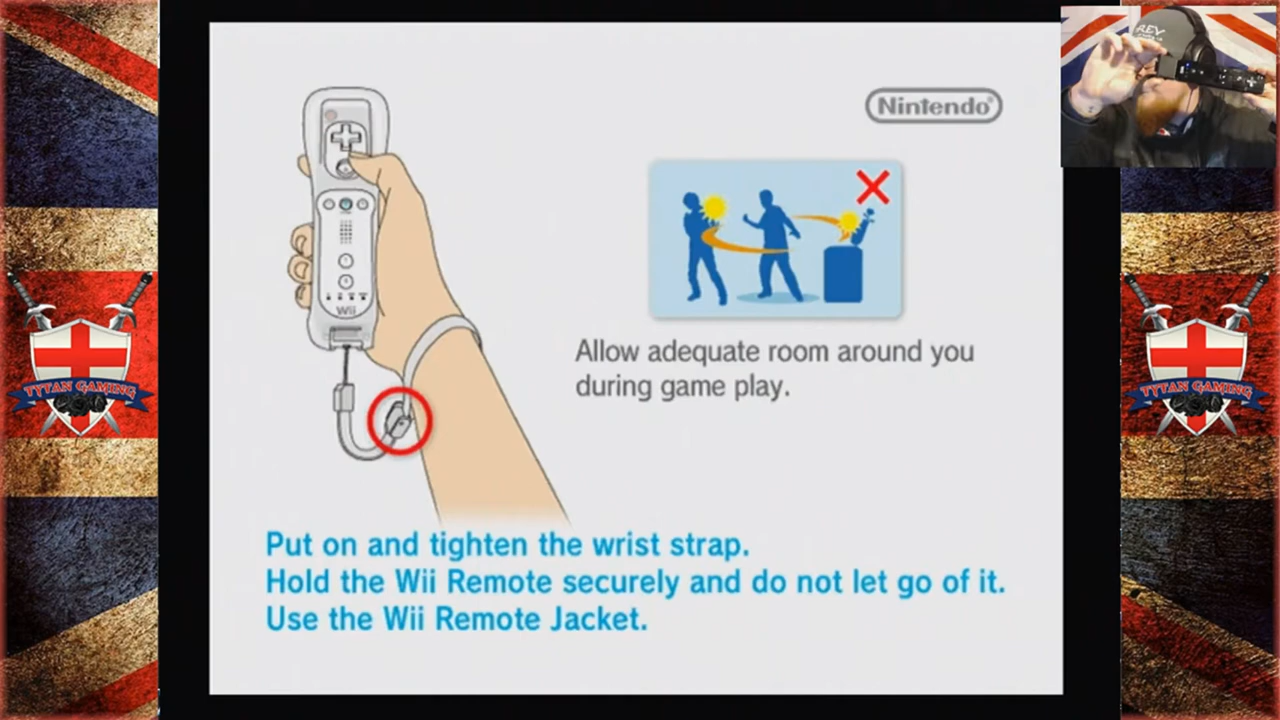 REV
Nintendo®
Wii
Allow adequate room around you
during game play.
TYTAN GAMING
TYTAN GAMING
Put on and tighten the wrist strap.
Hold the Wii Remote securely and do not let go of it.
Use the Wii Remote Jacket.